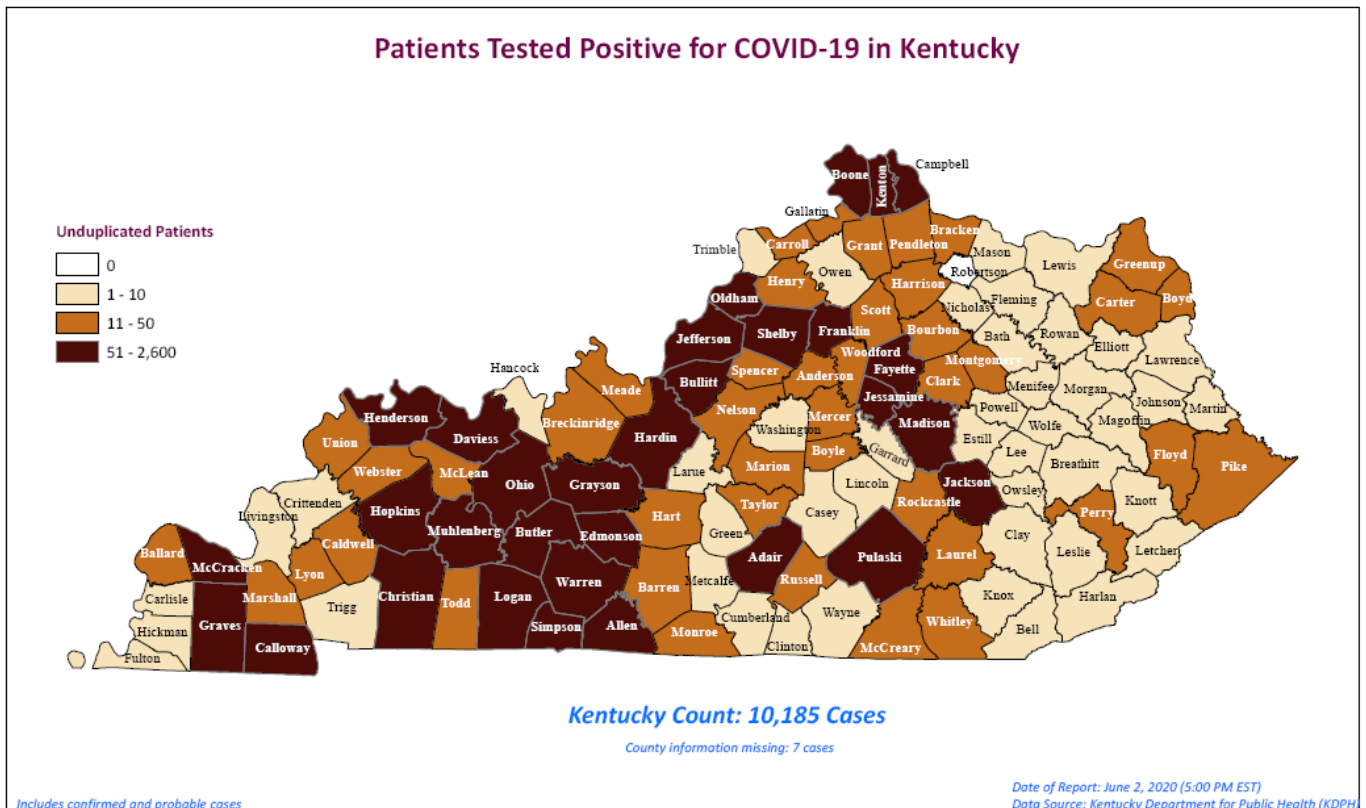 Patients Tested Positive for COVID-19 in Kentucky
Unduplicated Patients
0
1 - 10
11 - 50
51 - 2,600
Boone
Kenton
Campbell
Gallatin
Trimble
Carroll
Grant
Pendleton
Bracken
Mason
Lewis
Greenup
Owen
Robertson
Henry
Harrison
Carter
Boyd
Oldham
Nicholas
Fleming
Scott
Jefferson
Shelby
Franklin
Bourbon
Bath
Rowan
Elliott
Lawrence
Woodford
Fayette
Montgomery
Spencer
Anderson
Bullitt
Clark
Menifee
Morgan
Hancock
Meade
Jessamine
Johnson
Martin
Nelson
Powell
Magoffin
Mercer
Madison
Wolfe
Henderson
Breckinridge
Washington
Daviess
Hardin
Estill
Union
Boyle
Garrard
Lee
Floyd
Breathitt
Pike
Webster
McLean
Larue
Marion
Ohio
Grayson
Lincoln
Jackson
Owsley
Crittenden
Rockcastle
Knott
Livingston
Hopkins
Taylor
Casey
Perry
Hart
Muhlenberg
Butler
Edmonson
Green
Clay
Caldwell
Ballard
Adair
Pulaski
Laurel
Leslie
Letcher
McCracken
Lyon
Warren
Metcalfe
Russell
Barren
Carlisle
Marshall
Trigg
Christian
Todd
Logan
Knox
Harlan
Wayne
Cumberland
Graves
Simpson
Allen
Whitley
Hickman
Monroe
Bell
Calloway
Clinton
McCreary
Fulton
Kentucky Count: 10,185 Cases
County information missing: 7 cases
Date of Report: June 2, 2020 (5:00 PM EST)
Includes confirmed and probable cases
Data Source: Kentucky Department for Public Health (KDPH)